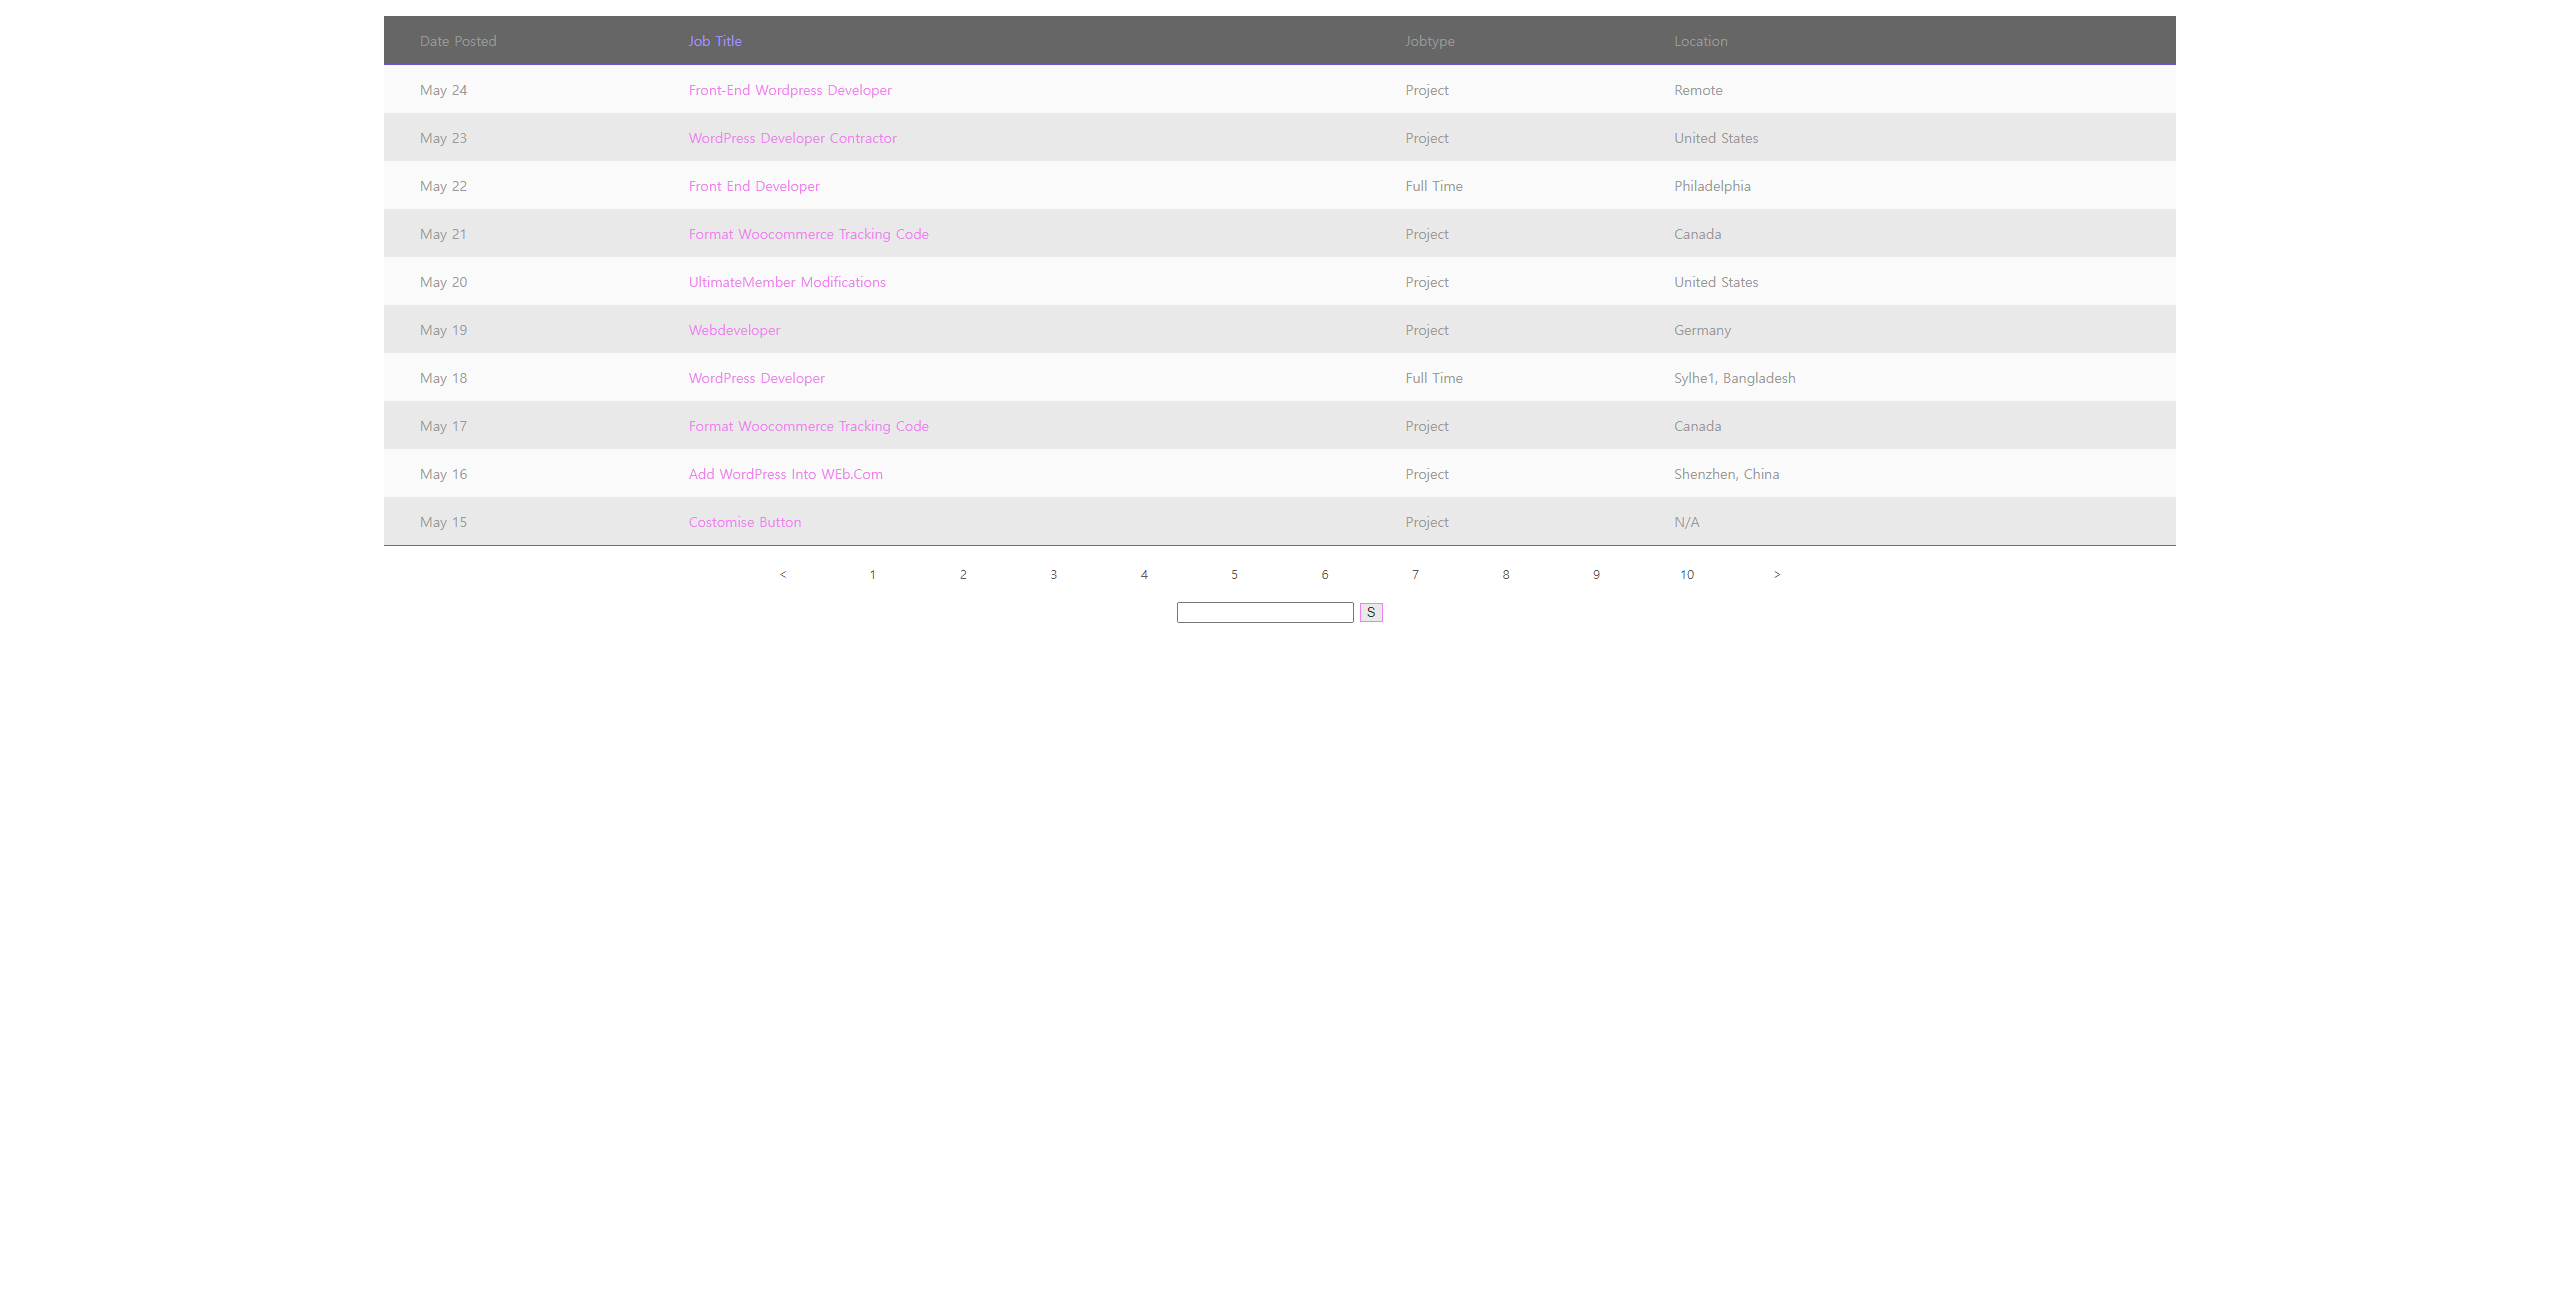 Date Posted Job Title Jobtype Location
May 24 Front-End Wordpress Developer Project Remote
May 23 WordPress Developer Contractor Project United States
May 22 Front End Developer Full Time Philadelphia
May 21 Format Woocommerce Tracking Code Project Canada
May 20 UltimateMember Modifications Project United States
May 19 Webdeveloper Project Germany
May 18 WordPress Developer Full Time Sylhe1, Bangladesh
May 17 Format Woocommerce Tracking Code Project Canada
May 16 Add WordPress Into WEb.Com Project Shenzhen, China
May 15 Costomise Button Project N/A
< 1 2 3 4 5 6 7 8 9 10 >
S